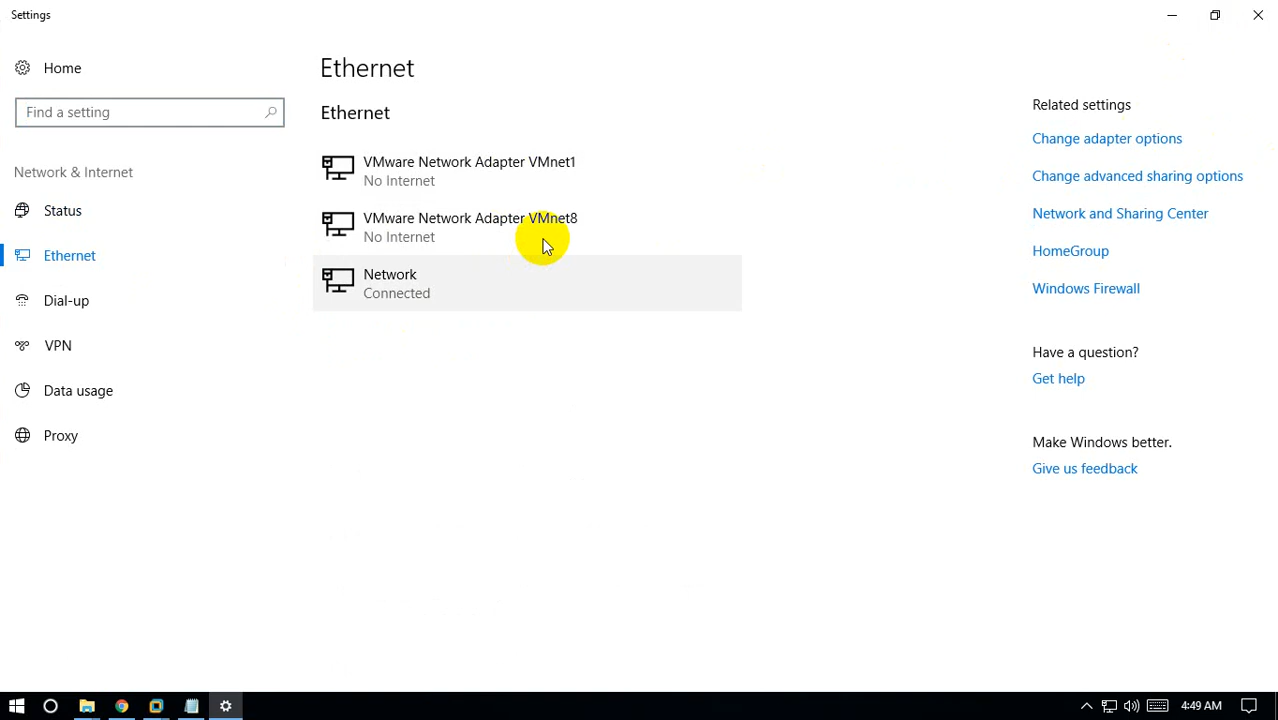 Settings
Home
Find a setting
Network & Internet
Status
Ethernet
Dial-up
VPN
Data usage
Proxy
Ethernet
Ethernet
VMware Network Adapter VMnet1
No Internet
VMware Network Adapter VMnet8
No Internet
Network
Connected
Related settings
Change adapter options
Change advanced sharing options
Network and Sharing Center
HomeGroup
Windows Firewall
Have a question?
Get help
Make Windows better.
Give us feedback
4:49 AM